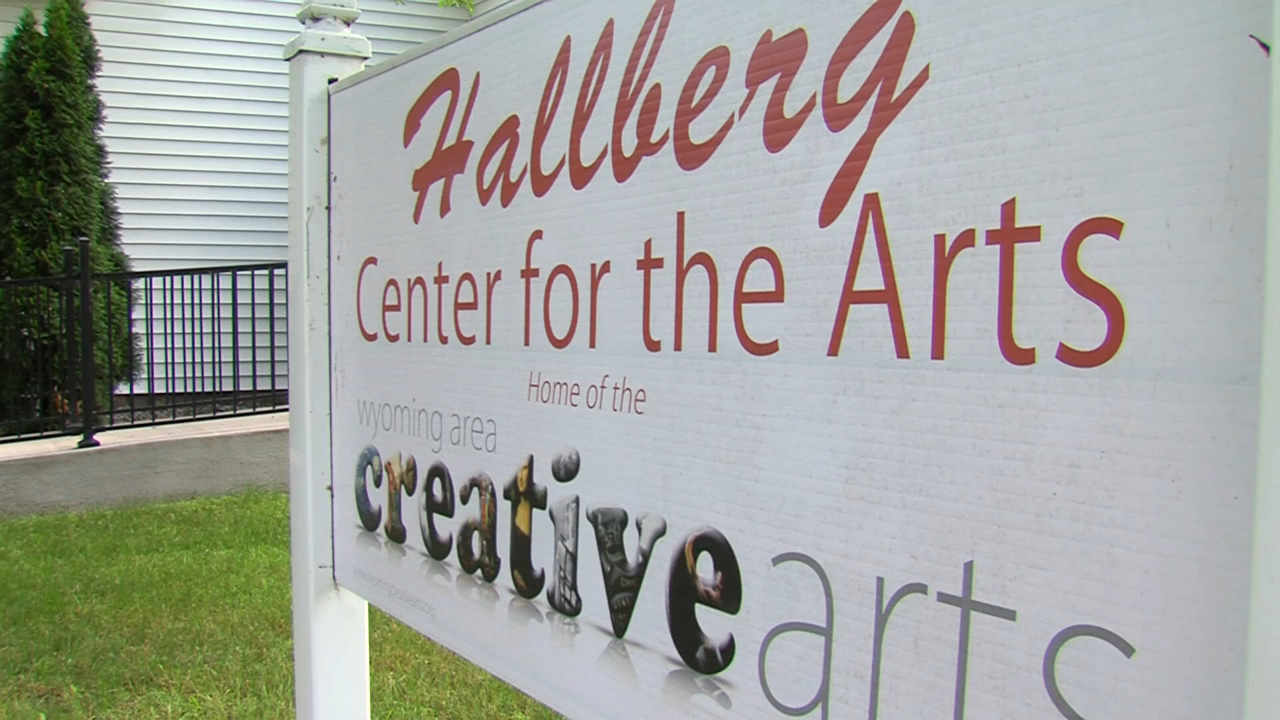 Hallberg
Center for the Arts
Home of the
wyoming area
creative arts